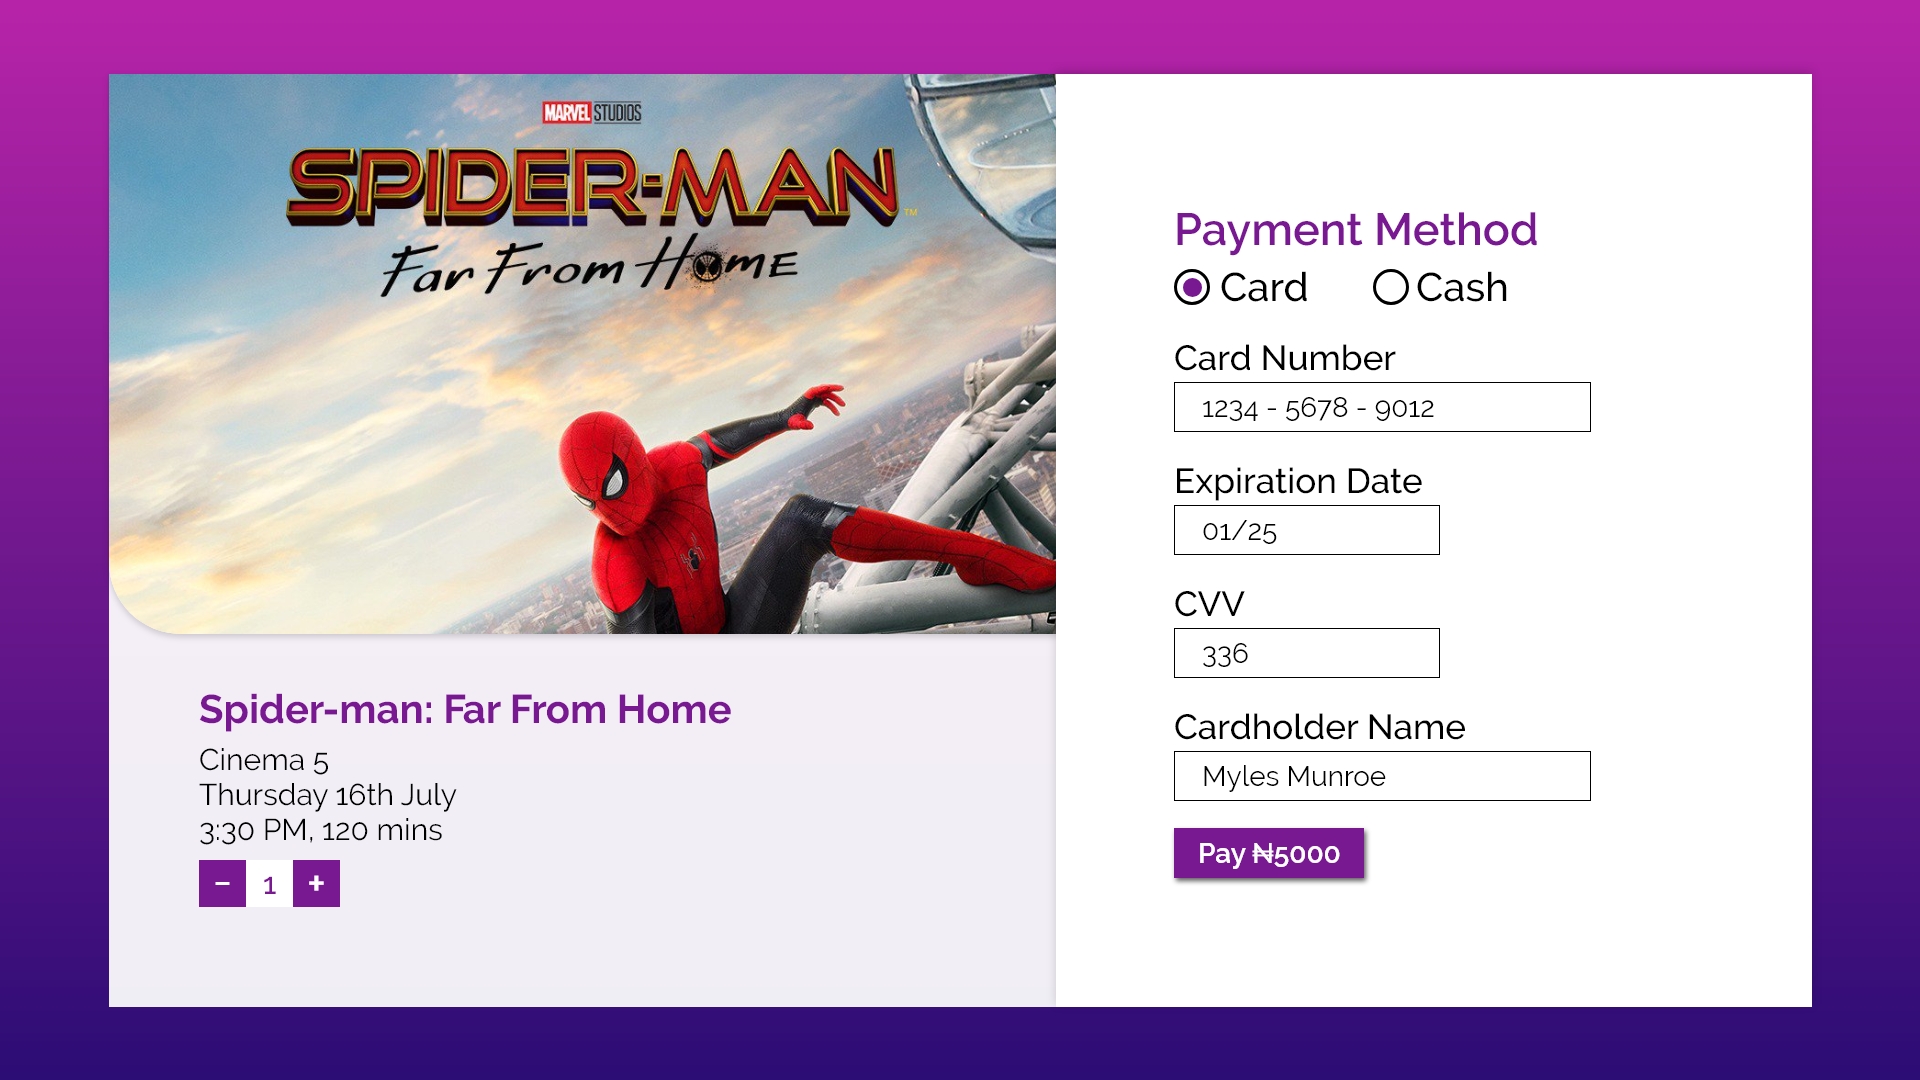 MARVEL STUDIOS
SPIDER-MAN™
Far From Home
Spider-man: Far From Home
Cinema 5
Thursday 16th July
3:30 PM, 120 mins
– 1 +
Payment Method
Card Cash
Card Number
1234 - 5678 - 9012
Expiration Date
01/25
CVV
336
Cardholder Name
Myles Munroe
Pay ₦5000